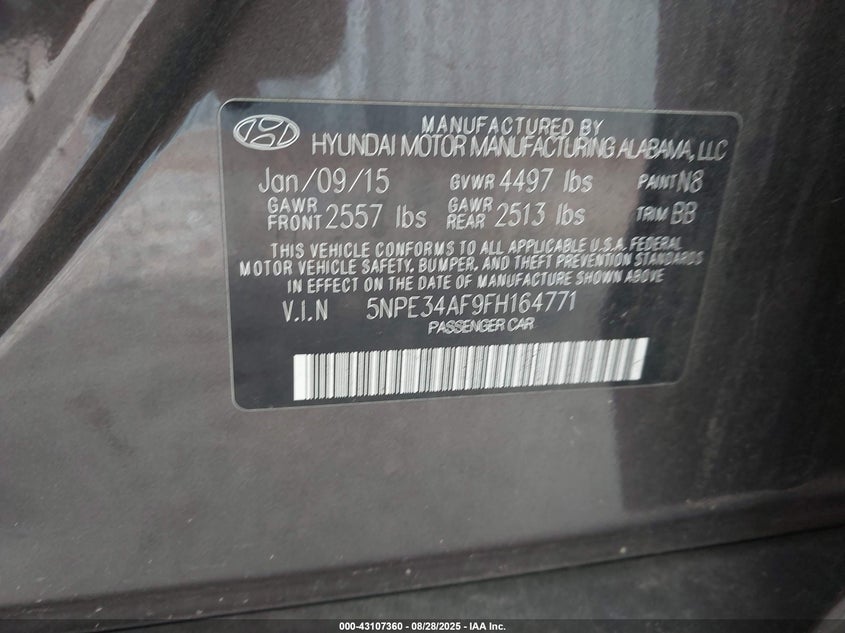 MANUFACTURED BY
HYUNDAI MOTOR MANUFACTURING ALABAMA, LLC
Jan/09/15 GVWR 4497 lbs PAINT N8
GAWR FRONT 2557 lbs GAWR REAR 2513 lbs TRIM BB
THIS VEHICLE CONFORMS TO ALL APPLICABLE U.S.A. FEDERAL
MOTOR VEHICLE SAFETY, BUMPER, AND THEFT PREVENTION STANDARDS
IN EFFECT ON THE DATE OF MANUFACTURE SHOWN ABOVE
V.I.N 5NPE34AF9FH164771
PASSENGER CAR
000-43107360 - 08/28/2025 - IAA Inc.